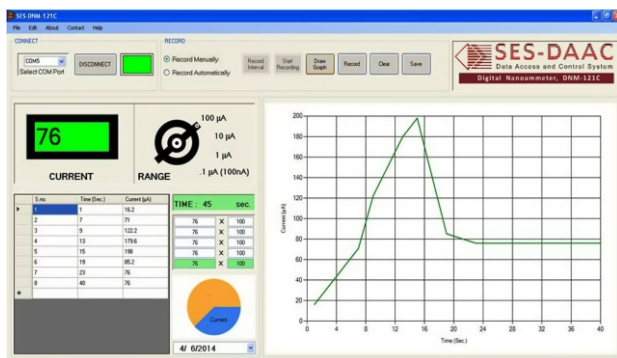 SES DNM-121C
File Edit About Contact Help
CONNECT
COM5
Select COM Port
DISCONNECT
RECORD
Record Manually
Record Automatically
Record Interval
Start Recording
Draw Graph
Record
Clear
Save
SES-DAAC
Data Access and Control System
Digital Nanoammeter, DNM-121C
76
CURRENT
RANGE
100 µA
10 µA
1 µA
.1 µA (100nA)
S.no. Time (Sec.) Current (µA)
1 1 16.2
2 7 71
3 9 122.2
4 13 179.6
5 15 198
6 19 85.2
7 23 76
8 40 76
TIME : 45 sec.
76 X 100
76 X 100
76 X 100
76 X 100
76 X 100
Current
4/ 6/2014
200
180
160
140
120
100
80
60
40
20
0
Current (µA)
0 4 8 12 16 20 24 28 32 36 40
Time (Sec.)